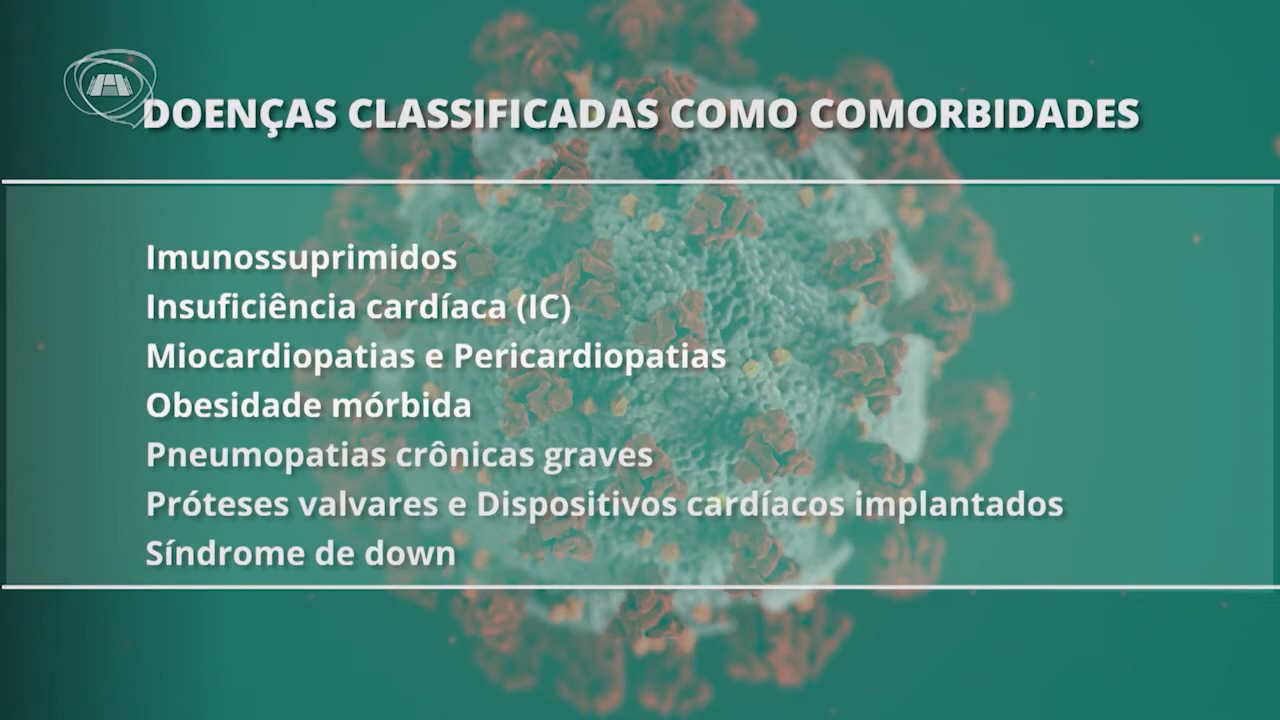 DOENÇAS CLASSIFICADAS COMO COMORBIDADES
Imunossuprimidos
Insuficiência cardíaca (IC)
Miocardiopatias e Pericardiopatias
Obesidade mórbida
Pneumopatias crônicas graves
Próteses valvares e Dispositivos cardíacos implantados
Síndrome de down